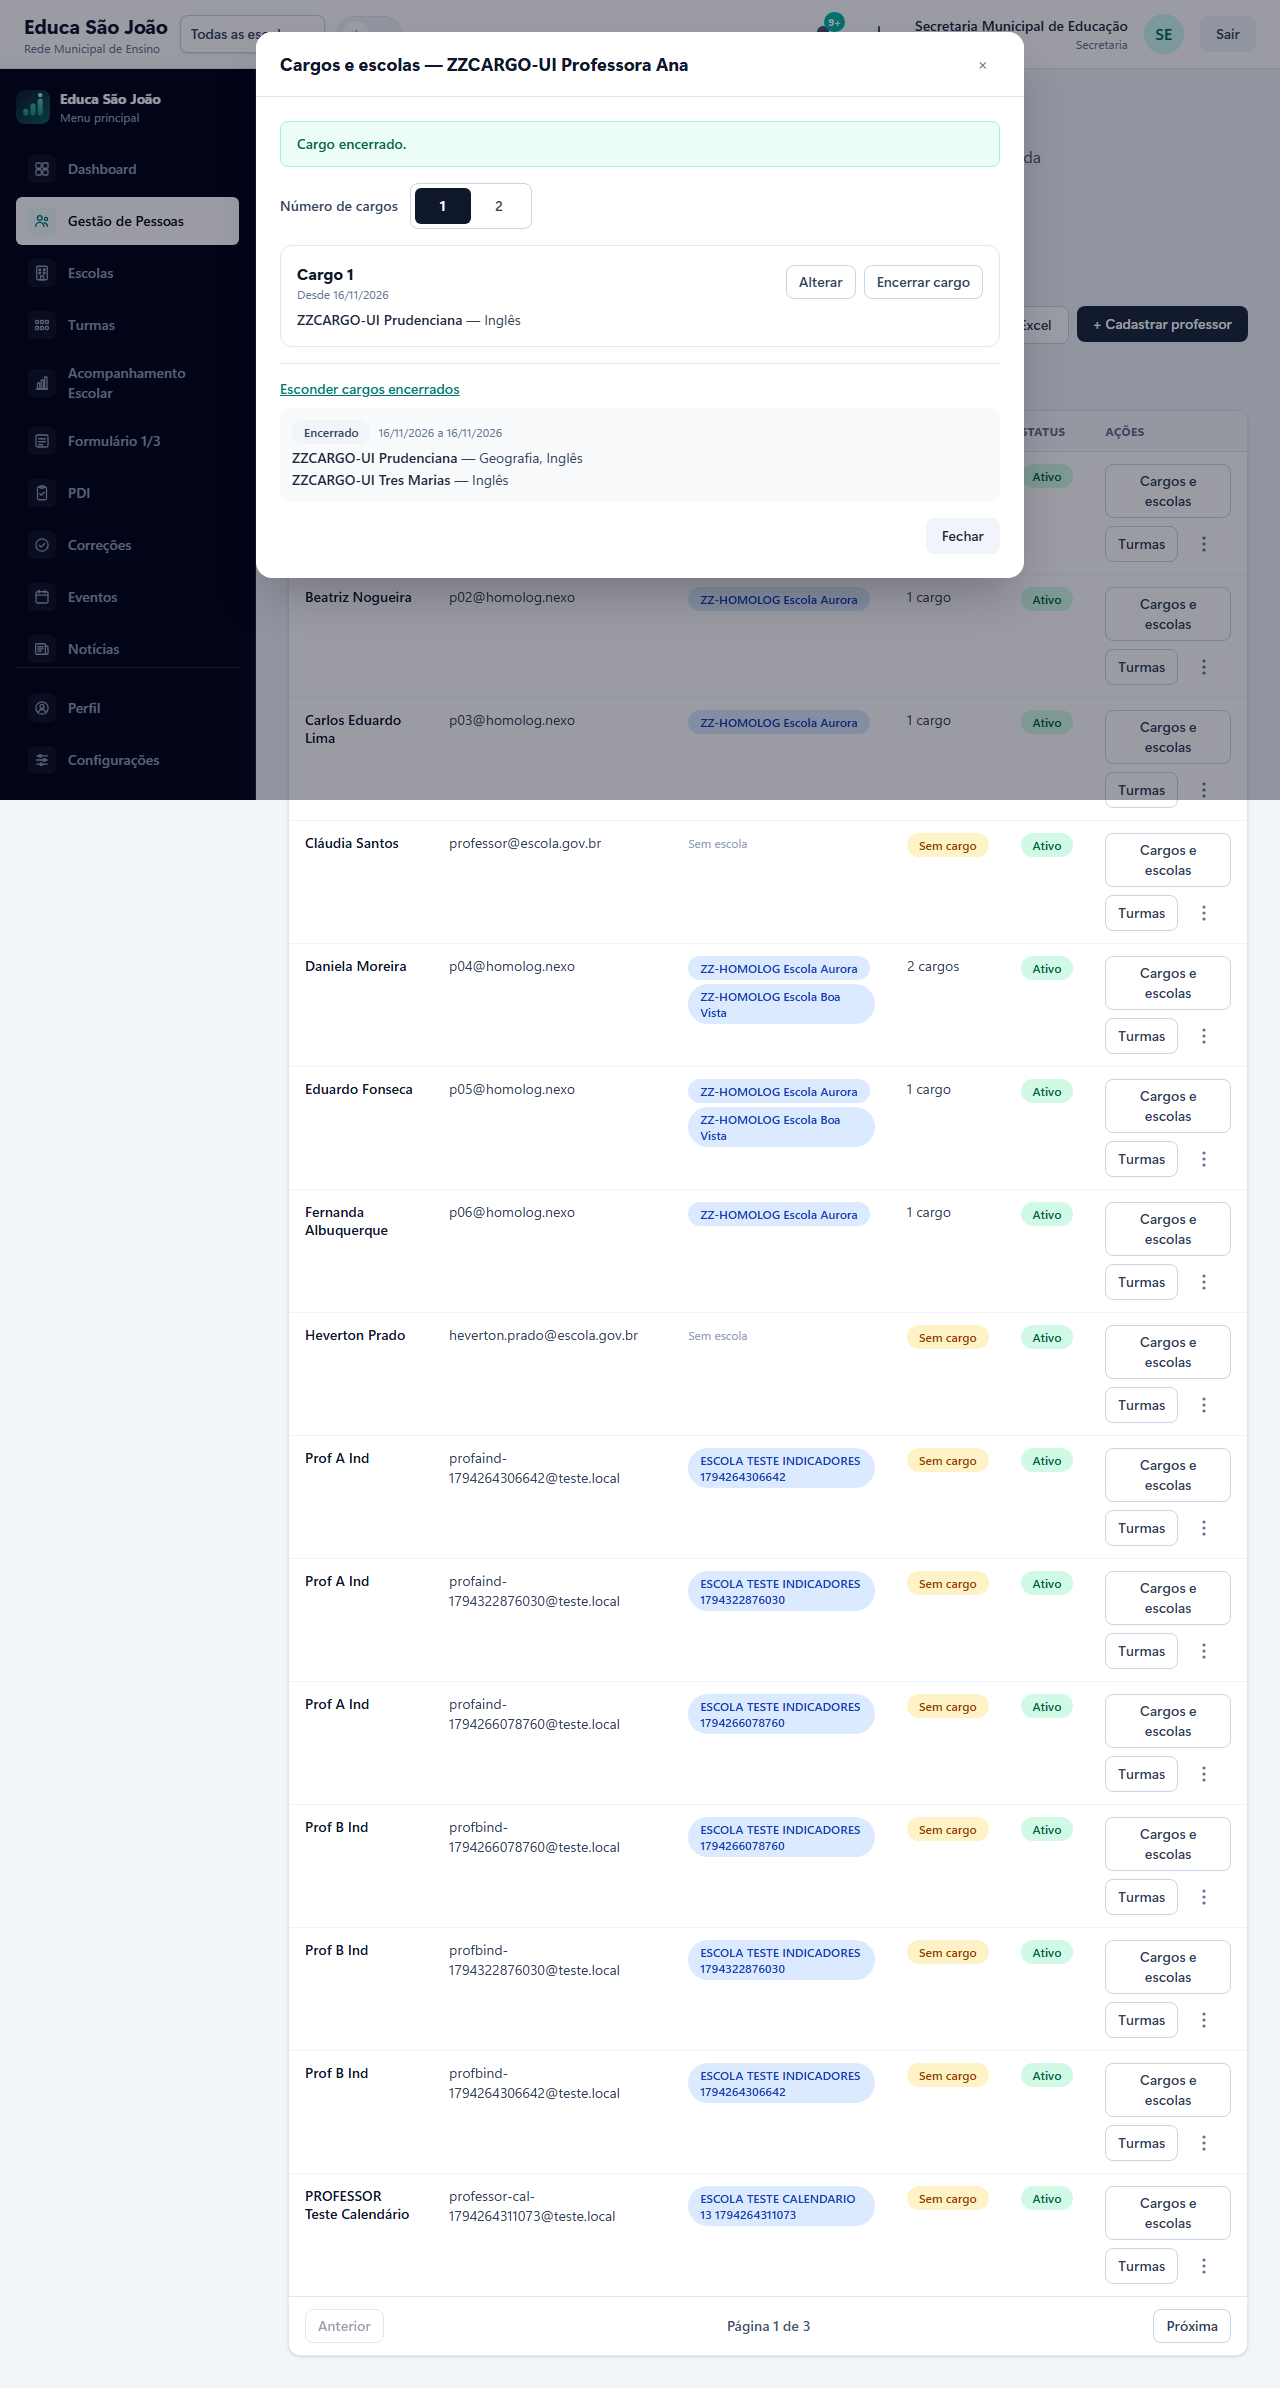 Educa São João
Rede Municipal de Ensino
Todas as
9+
Secretaria Municipal de Educação
Secretaria
SE
Sair
Cargos e escolas — ZZCARGO-UI Professora Ana
×
Educa São João
Menu principal
Dashboard
Gestão de Pessoas
Escolas
Turmas
Acompanhamento
Escolar
Formulário 1/3
PDI
Correções
Eventos
Notícias
Perfil
Configurações
Cargo encerrado.
Número de cargos
1
2
Cargo 1
Desde 16/11/2026
ZZCARGO-UI Prudenciana — Inglês
Alterar
Encerrar cargo
Esconder cargos encerrados
Encerrado
16/11/2026 a 16/11/2026
ZZCARGO-UI Prudenciana — Geografia, Inglês
ZZCARGO-UI Tres Marias — Inglês
Fechar
da
Excel
+ Cadastrar professor
STATUS
AÇÕES
Ativo
Cargos e
escolas
Turmas
Beatriz Nogueira
p02@homolog.nexo
ZZ-HOMOLOG Escola Aurora
1 cargo
Ativo
Cargos e
escolas
Turmas
Carlos Eduardo
Lima
p03@homolog.nexo
ZZ-HOMOLOG Escola Aurora
1 cargo
Ativo
Cargos e
escolas
Turmas
Cláudia Santos
professor@escola.gov.br
Sem escola
Sem cargo
Ativo
Cargos e
escolas
Turmas
Daniela Moreira
p04@homolog.nexo
ZZ-HOMOLOG Escola Aurora
ZZ-HOMOLOG Escola Boa
Vista
2 cargos
Ativo
Cargos e
escolas
Turmas
Eduardo Fonseca
p05@homolog.nexo
ZZ-HOMOLOG Escola Aurora
ZZ-HOMOLOG Escola Boa
Vista
1 cargo
Ativo
Cargos e
escolas
Turmas
Fernanda
Albuquerque
p06@homolog.nexo
ZZ-HOMOLOG Escola Aurora
1 cargo
Ativo
Cargos e
escolas
Turmas
Heverton Prado
heverton.prado@escola.gov.br
Sem escola
Sem cargo
Ativo
Cargos e
escolas
Turmas
Prof A Ind
profaind-
1794264306642@teste.local
ESCOLA TESTE INDICADORES
1794264306642
Sem cargo
Ativo
Cargos e
escolas
Turmas
Prof A Ind
profaind-
1794322876030@teste.local
ESCOLA TESTE INDICADORES
1794322876030
Sem cargo
Ativo
Cargos e
escolas
Turmas
Prof A Ind
profaind-
1794266078760@teste.local
ESCOLA TESTE INDICADORES
1794266078760
Sem cargo
Ativo
Cargos e
escolas
Turmas
Prof B Ind
profbind-
1794266078760@teste.local
ESCOLA TESTE INDICADORES
1794266078760
Sem cargo
Ativo
Cargos e
escolas
Turmas
Prof B Ind
profbind-
1794322876030@teste.local
ESCOLA TESTE INDICADORES
1794322876030
Sem cargo
Ativo
Cargos e
escolas
Turmas
Prof B Ind
profbind-
1794264306642@teste.local
ESCOLA TESTE INDICADORES
1794264306642
Sem cargo
Ativo
Cargos e
escolas
Turmas
PROFESSOR
Teste Calendário
professor-cal-
1794264311073@teste.local
ESCOLA TESTE CALENDARIO
13 1794264311073
Sem cargo
Ativo
Cargos e
escolas
Turmas
Anterior
Página 1 de 3
Próxima